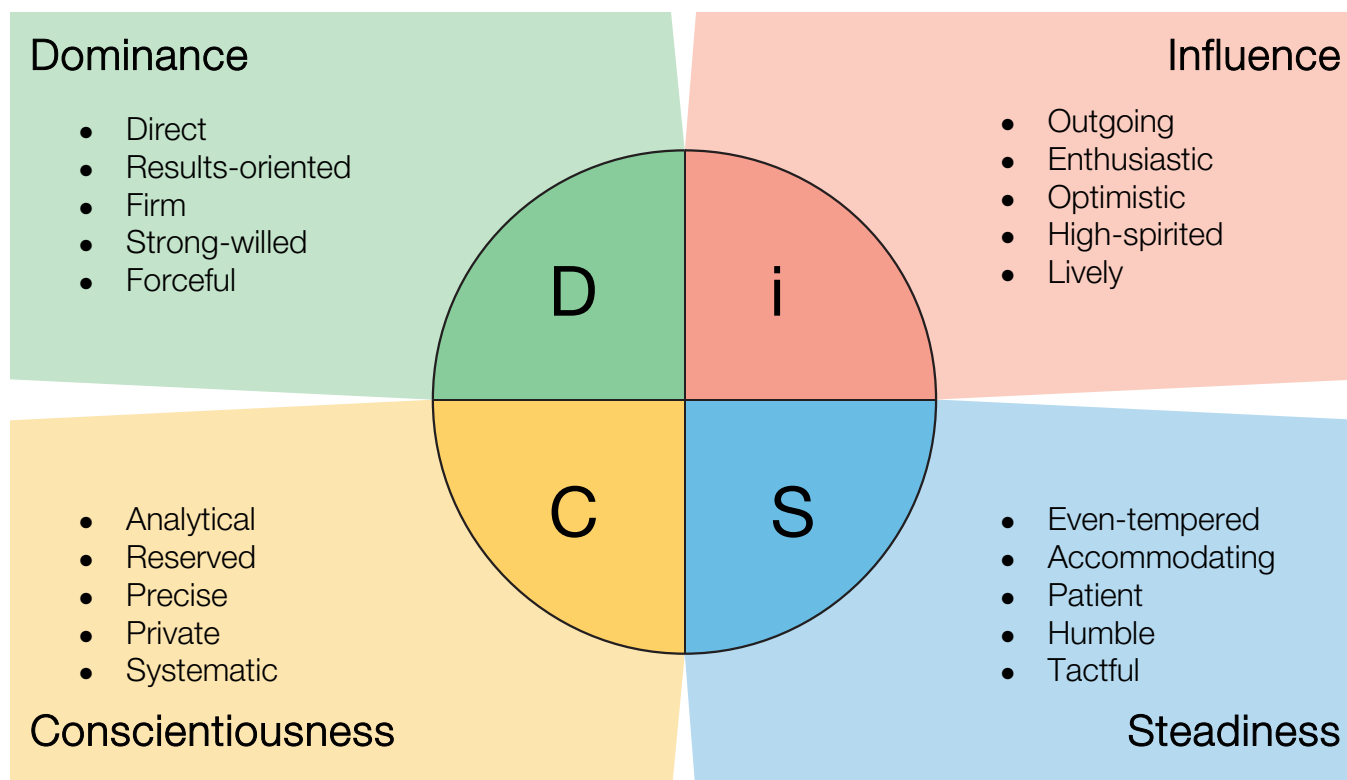 Dominance
• Direct
• Results-oriented
• Firm
• Strong-willed
• Forceful
Influence
• Outgoing
• Enthusiastic
• Optimistic
• High-spirited
• Lively
D
i
C
S
• Analytical
• Reserved
• Precise
• Private
• Systematic
Conscientiousness
• Even-tempered
• Accommodating
• Patient
• Humble
• Tactful
Steadiness